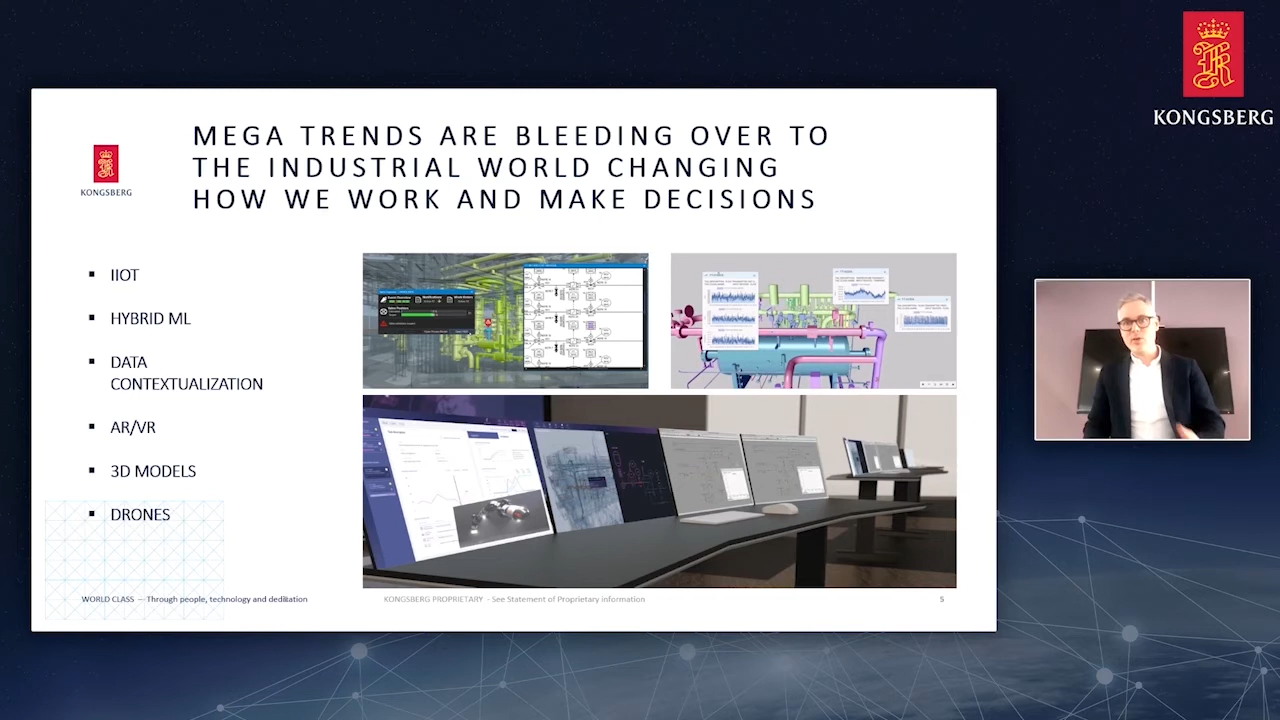 KONGSBERG
MEGA TRENDS ARE BLEEDING OVER TO
THE INDUSTRIAL WORLD CHANGING
HOW WE WORK AND MAKE DECISIONS
KONGSBERG
IIOT
HYBRID ML
DATA
CONTEXTUALIZATION
AR/VR
3D MODELS
DRONES
WORLD CLASS – Through people, technology and dedication
KONGSBERG PROPRIETARY - See Statement of Proprietary information
5